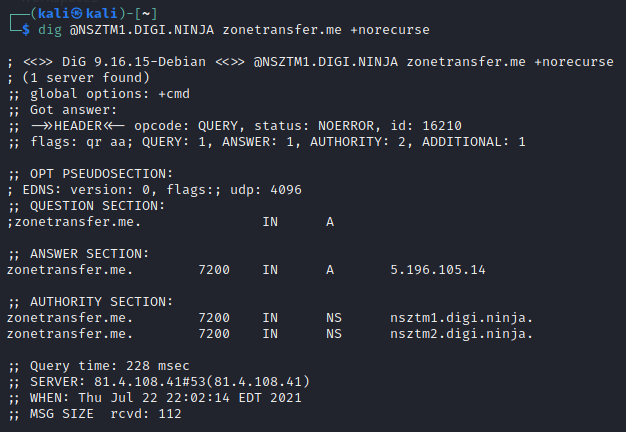 ┌──(kali㉿kali)-[~]
└─$ dig @NSZTM1.DIGI.NINJA zonetransfer.me +norecurse
; <<>> DiG 9.16.15-Debian <<>> @NSZTM1.DIGI.NINJA zonetransfer.me +norecurse
; (1 server found)
;; global options: +cmd
;; Got answer:
;; ->>HEADER<<- opcode: QUERY, status: NOERROR, id: 16210
;; flags: qr aa; QUERY: 1, ANSWER: 1, AUTHORITY: 2, ADDITIONAL: 1
;; OPT PSEUDOSECTION:
; EDNS: version: 0, flags:; udp: 4096
;; QUESTION SECTION:
;zonetransfer.me. IN A
;; ANSWER SECTION:
zonetransfer.me. 7200 IN A 5.196.105.14
;; AUTHORITY SECTION:
zonetransfer.me. 7200 IN NS nsztm1.digi.ninja.
zonetransfer.me. 7200 IN NS nsztm2.digi.ninja.
;; Query time: 228 msec
;; SERVER: 81.4.108.41#53(81.4.108.41)
;; WHEN: Thu Jul 22 22:02:14 EDT 2021
;; MSG SIZE rcvd: 112